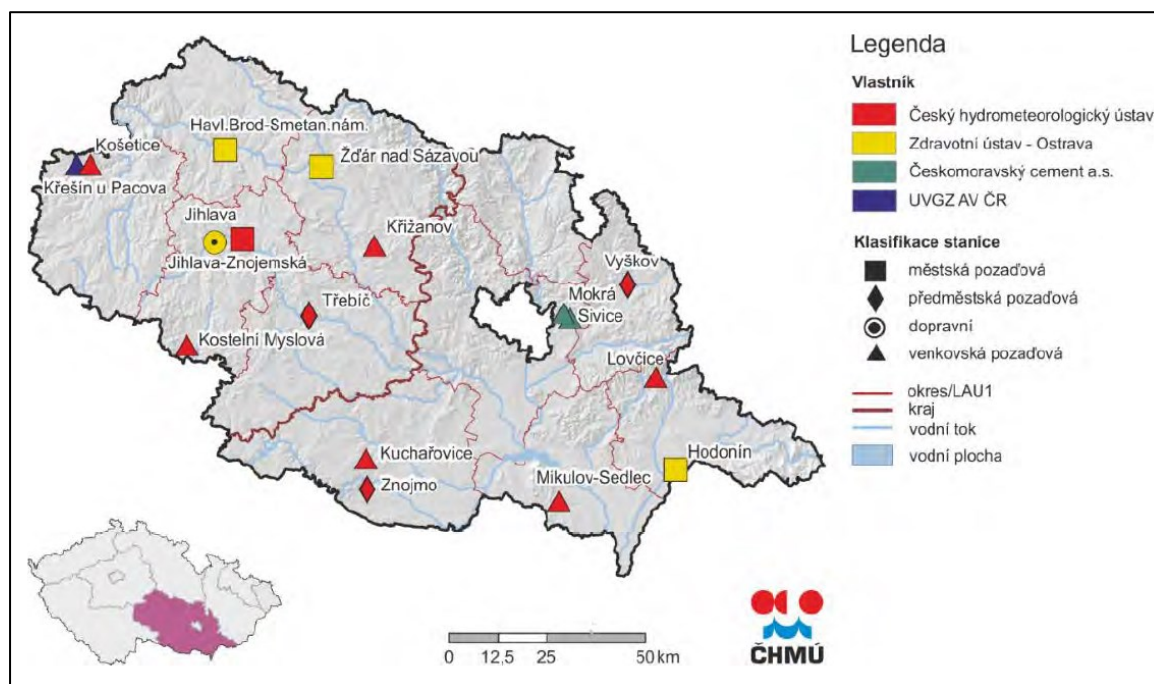 Legenda
Vlastník
Český hydrometeorologický ústav
Zdravotní ústav - Ostrava
Českomoravský cement a.s.
UVGZ AV ČR
Klasifikace stanice
městská pozaďová
předměstská pozaďová
dopravní
venkovská pozaďová
okres/LAU1
kraj
vodní tok
vodní plocha
Havl.Brod-Smetan.nám.
Košetice
Žďár nad Sázavou
Křešín u Pacova
Jihlava
Křižanov
Jihlava-Znojemská
Vyškov
Třebíč
Mokrá
Sivice
Kostelní Myslová
Lovčice
Kuchařovice
Hodonín
Mikulov-Sedlec
Znojmo
0 12,5 25 50 km
ČHMÚ